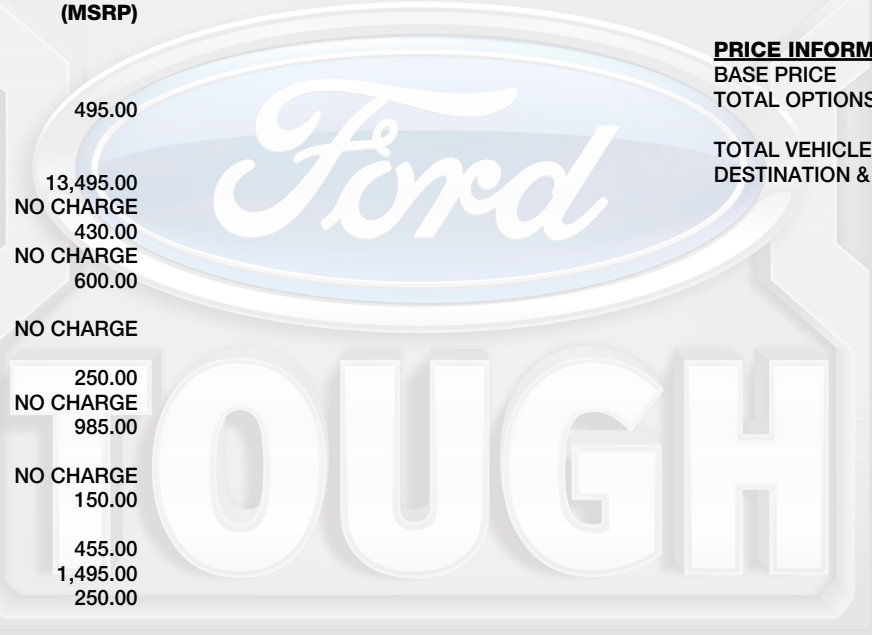 (MSRP)
495.00
13,495.00
NO CHARGE
430.00
NO CHARGE
600.00
NO CHARGE
250.00
NO CHARGE
985.00
NO CHARGE
150.00
455.00
1,495.00
250.00
PRICE INFORM
BASE PRICE
TOTAL OPTIONS
TOTAL VEHICLE
DESTINATION &
Ford
TOUGH